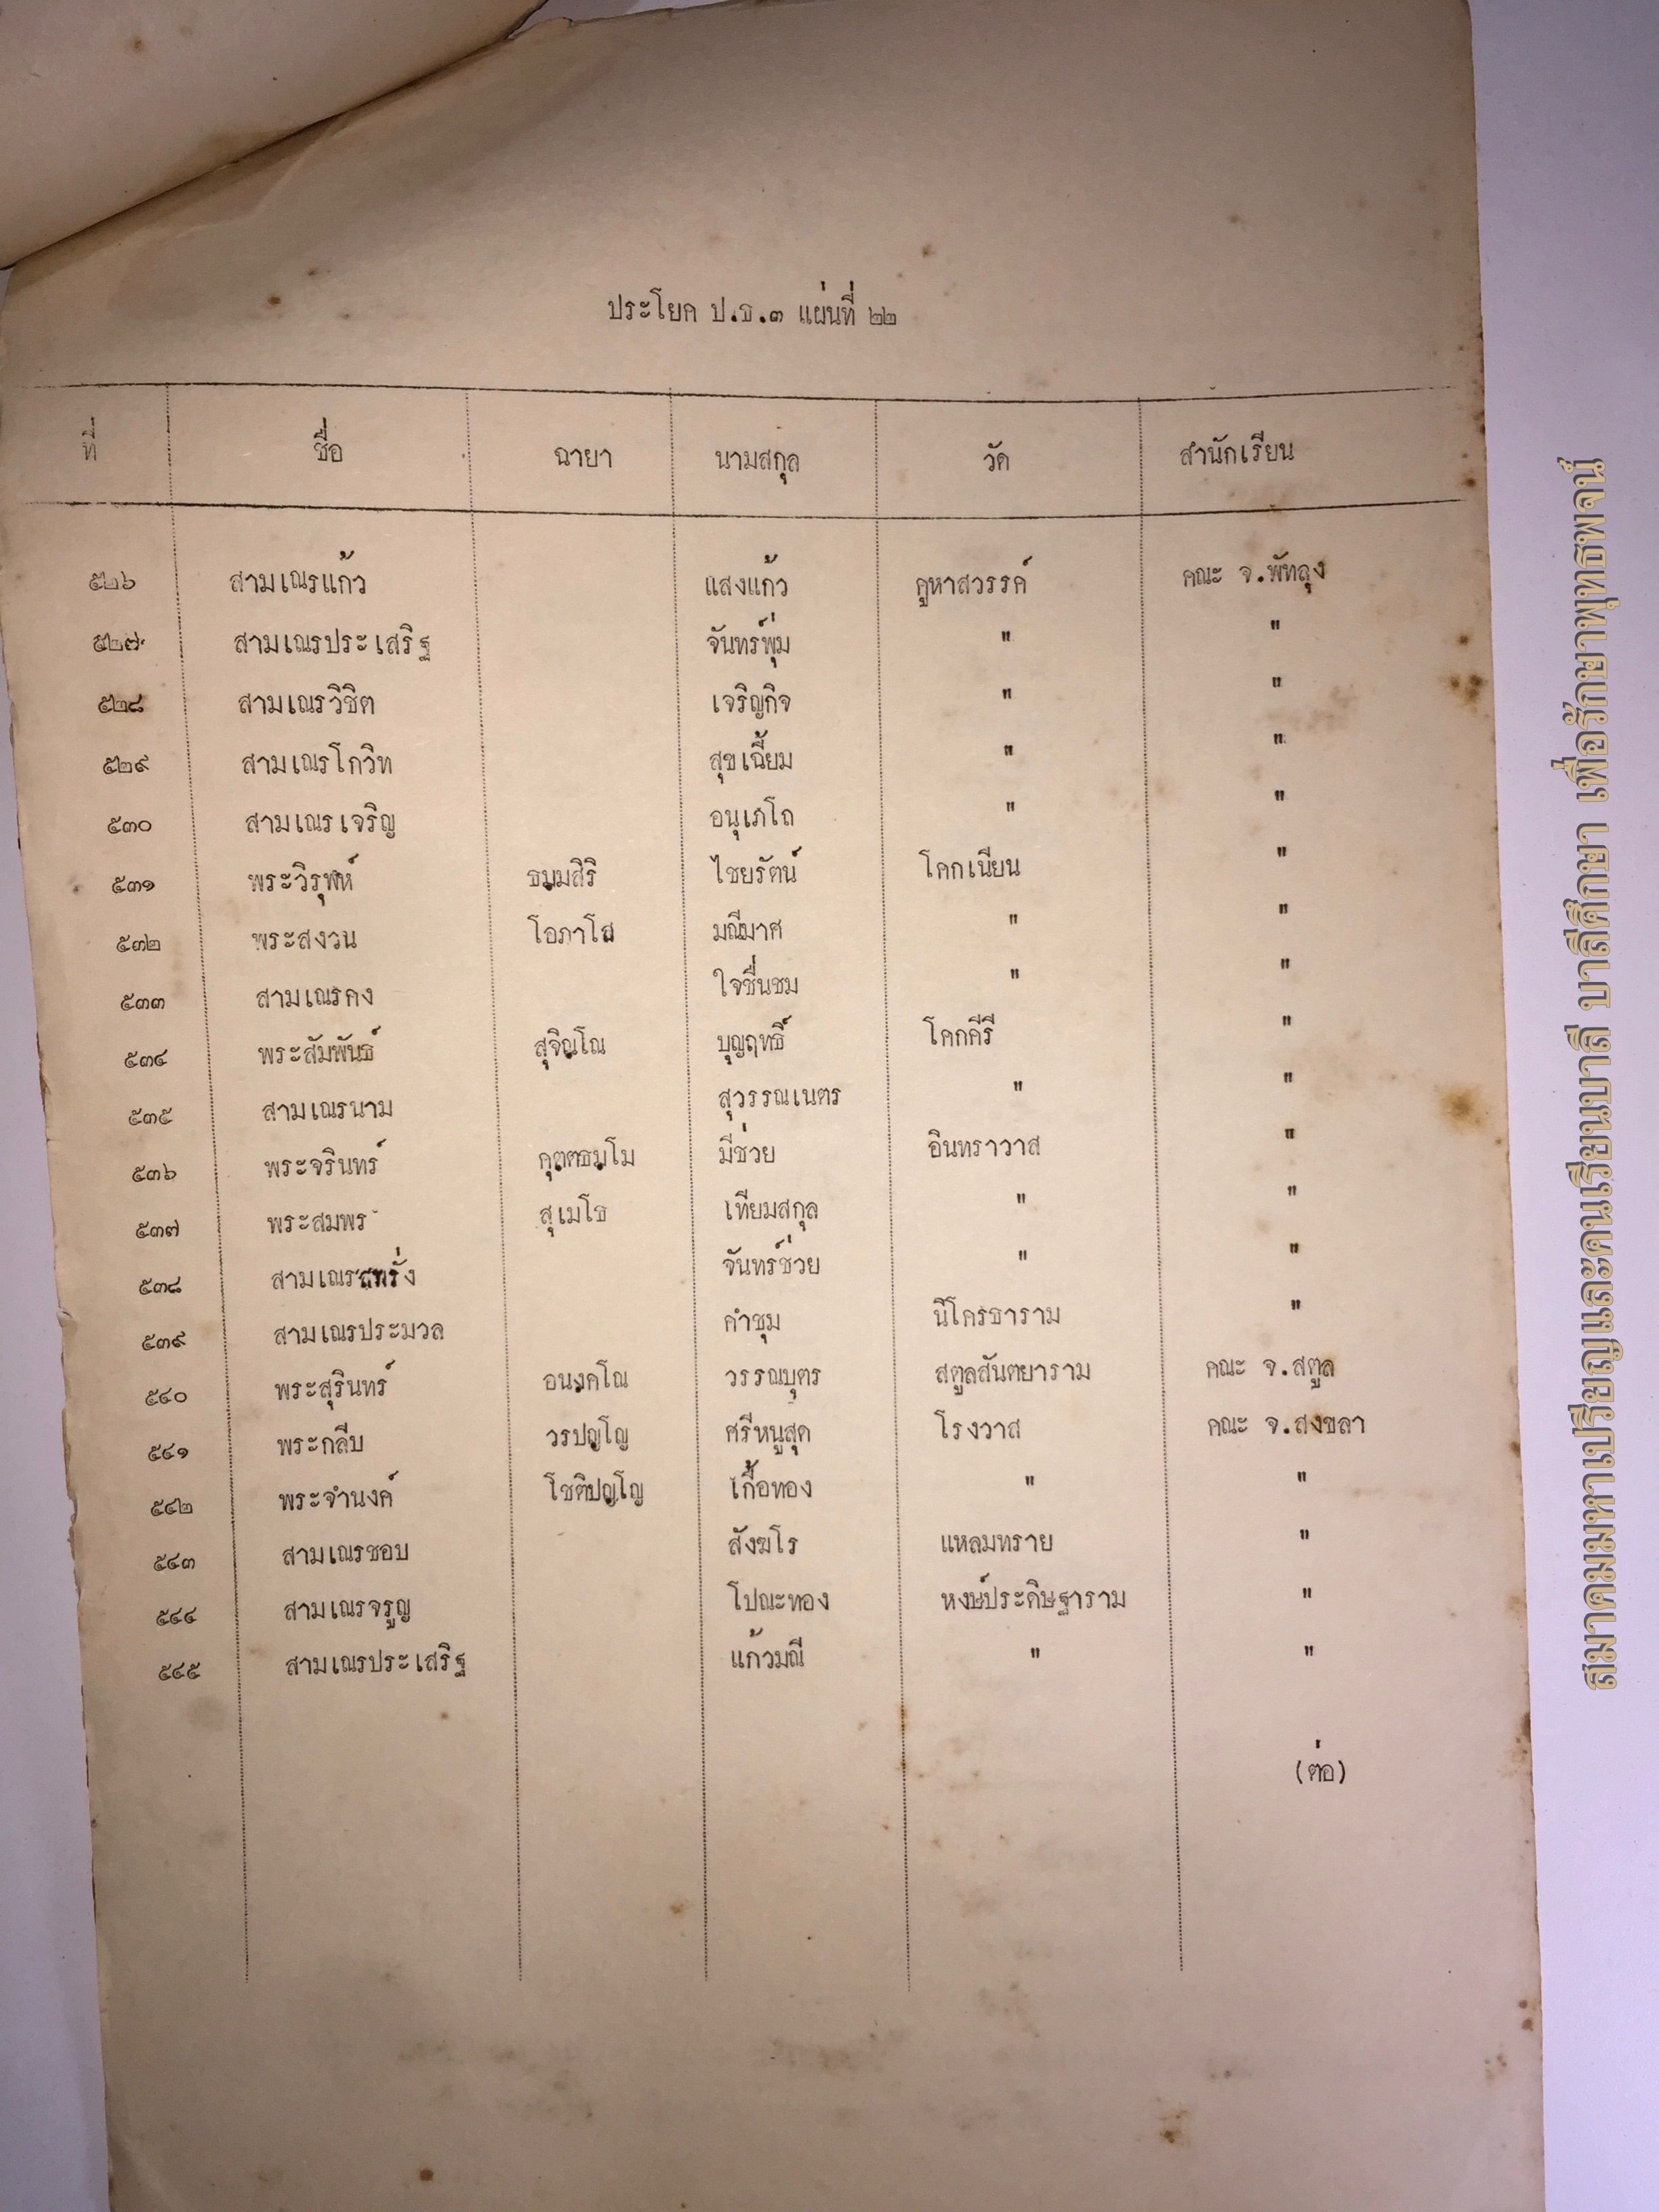 ประโยค ป.ธ.๓ แผ่นที่ ๒๒
ที่ ชื่อ ฉายา นามสกุล วัด สำนักเรียน
๕๒๖ สามเณรแก้ว แสงแก้ว คูหาสวรรค์ คณะ จ.พัทลุง
๕๒๗ สามเณรประเสริฐ จันทร์พุ่ม " "
๕๒๘ สามเณรวิชิต เจริญกิจ " "
๕๒๙ สามเณรโกวิท สุขเฉี้ยม " "
๕๓๐ สามเณรเจริญ อนุเภโถ " "
๕๓๑ พระวิรุฬห์ ธมฺมสิริ ไชยรัตน์ โคกเนียน "
๕๓๒ พระสงวน โอภาโส มณีมาศ " "
๕๓๓ สามเณรคง ใจชื่นชม " "
๕๓๔ พระสัมพันธ์ สุจิณฺโณ บุญฤทธิ์ โคกคีรี "
๕๓๕ สามเณรนาม สุวรรณเนตร " "
๕๓๖ พระจรินทร์ คุตฺตธมฺโม มีช่วย อินทราวาส "
๕๓๗ พระสมพร สุเมโธ เทียมสกุล " "
๕๓๘ สามเณร จันทร์ช่วย " "
๕๓๙ สามเณรประมวล คำชุม นิโครธาราม "
๕๔๐ พระสุรินทร์ อนงฺคโณ วรรณบุตร สตูลสันตยาราม คณะ จ.สตูล
๕๔๑ พระกลีบ วรปญฺโญ ศรีหนูสุด โรงวาส คณะ จ.สงขลา
๕๔๒ พระจำนงค์ โชติปญฺโญ เกื้อทอง " "
๕๔๓ สามเณรชอบ สังฆโร แหลมทราย "
๕๔๔ สามเณรจรูญ โปณะทอง หงษ์ประดิษฐาราม "
๕๔๕ สามเณรประเสริฐ แก้วมณี " "
(ต่อ)
สมาคมมหาเปรียญและคนเรียนบาลี บาลีศึกษา เพื่อรักษาพุทธพจน์